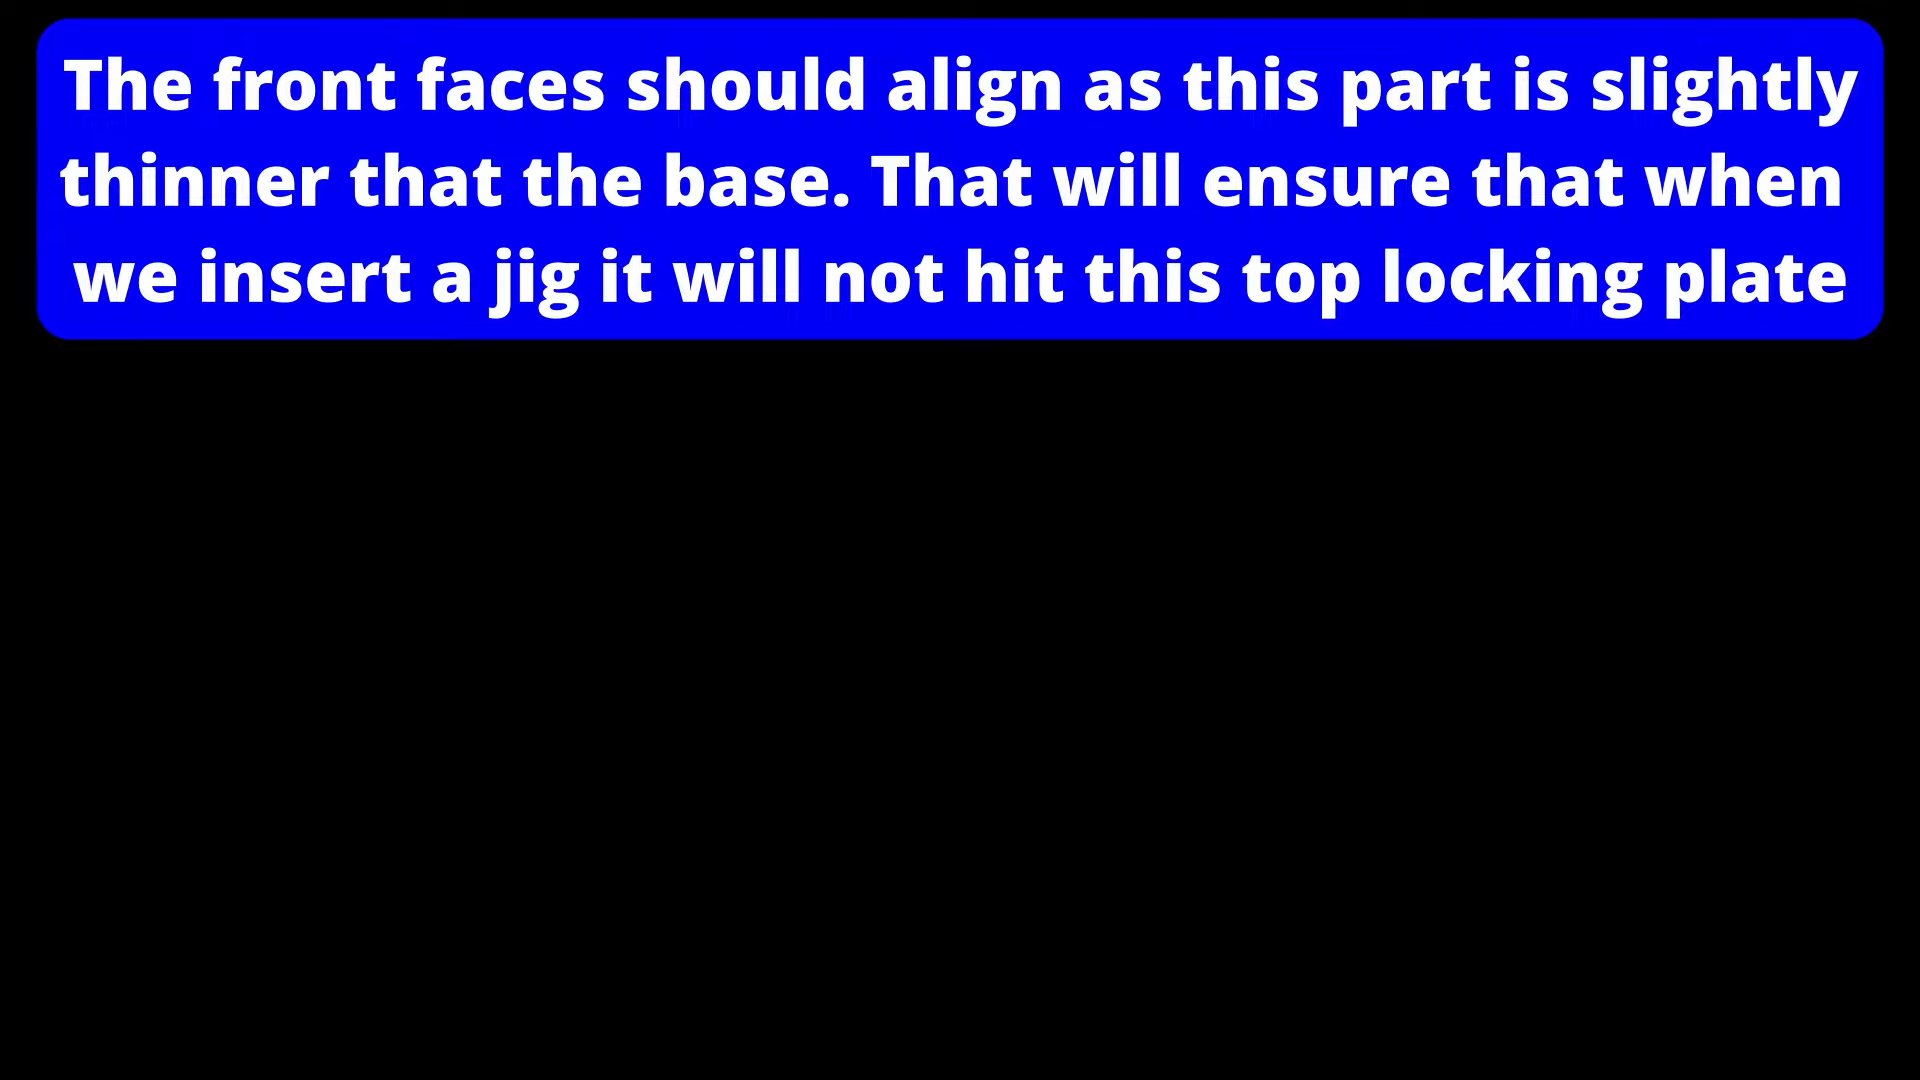 The front faces should align as this part is slightly
thinner that the base. That will ensure that when
we insert a jig it will not hit this top locking plate